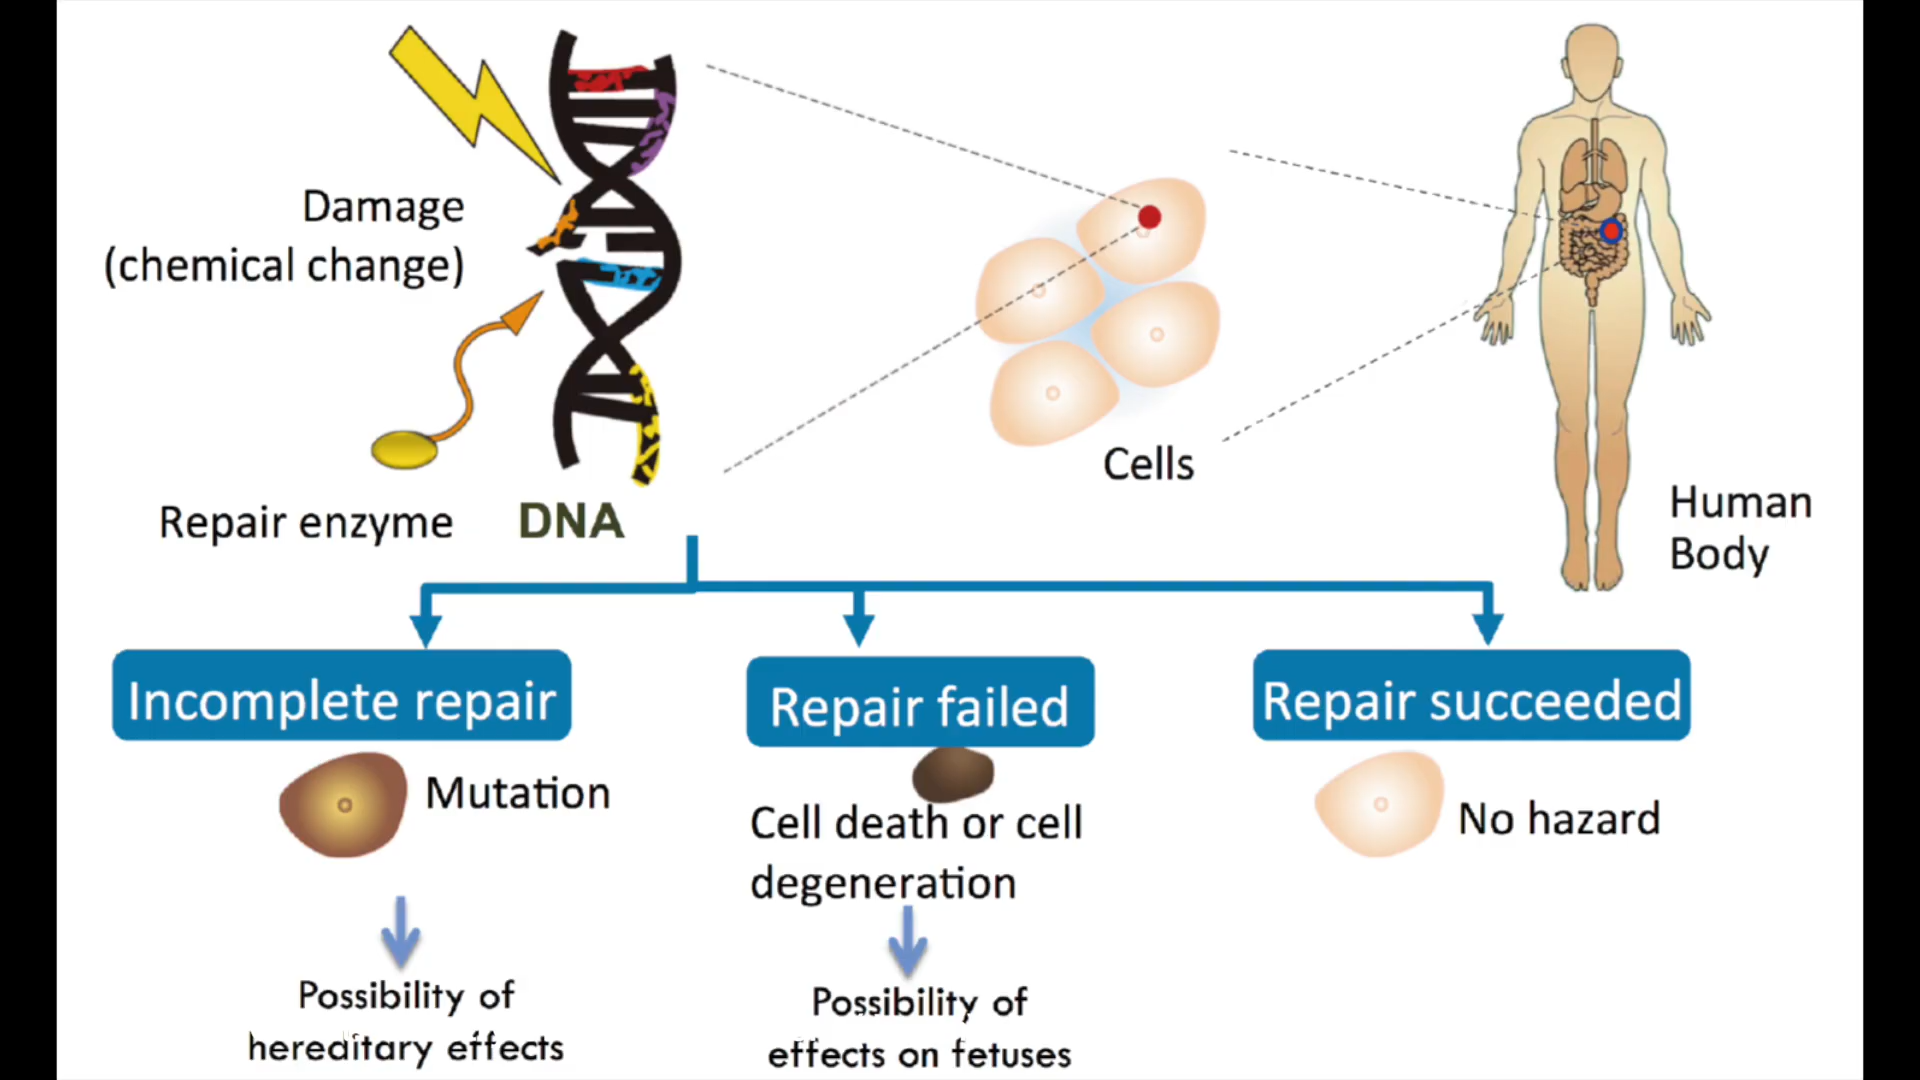 Damage
(chemical change)
Repair enzyme
DNA
Cells
Human
Body
Incomplete repair
Mutation
Possibility of
hereditary effects
Repair failed
Cell death or cell
degeneration
Possibility of
effects on fetuses
Repair succeeded
No hazard